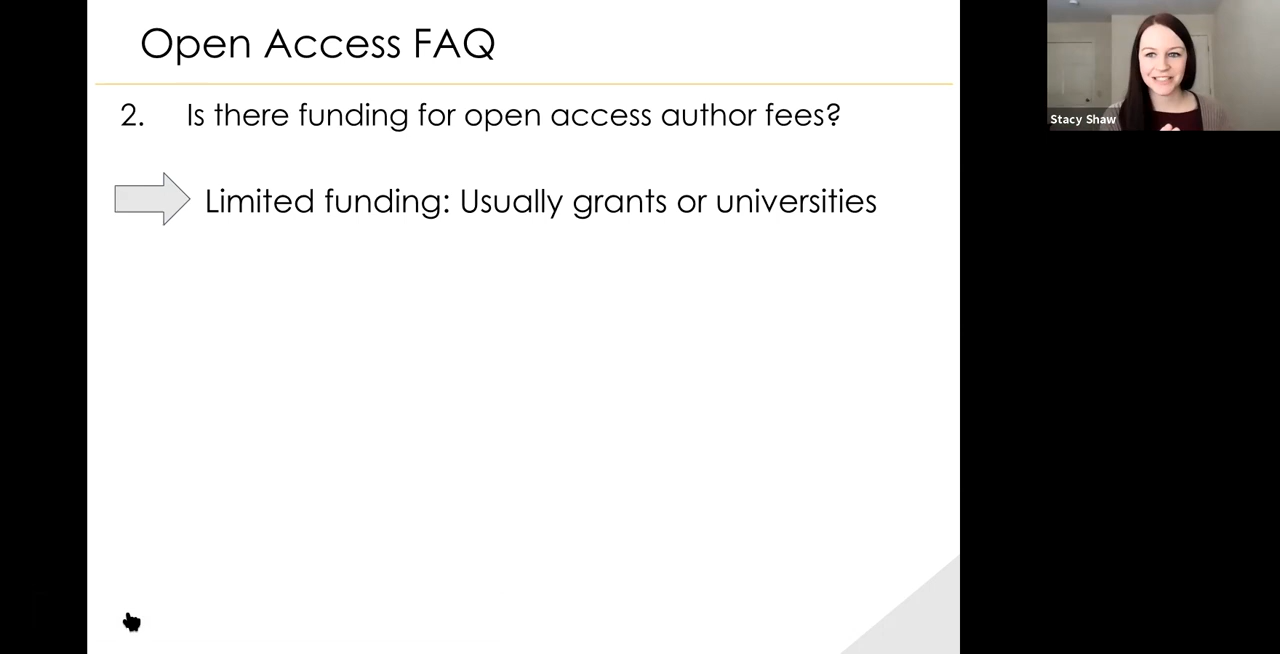 Open Access FAQ
2. Is there funding for open access author fees?
Limited funding: Usually grants or universities
Stacy Shaw